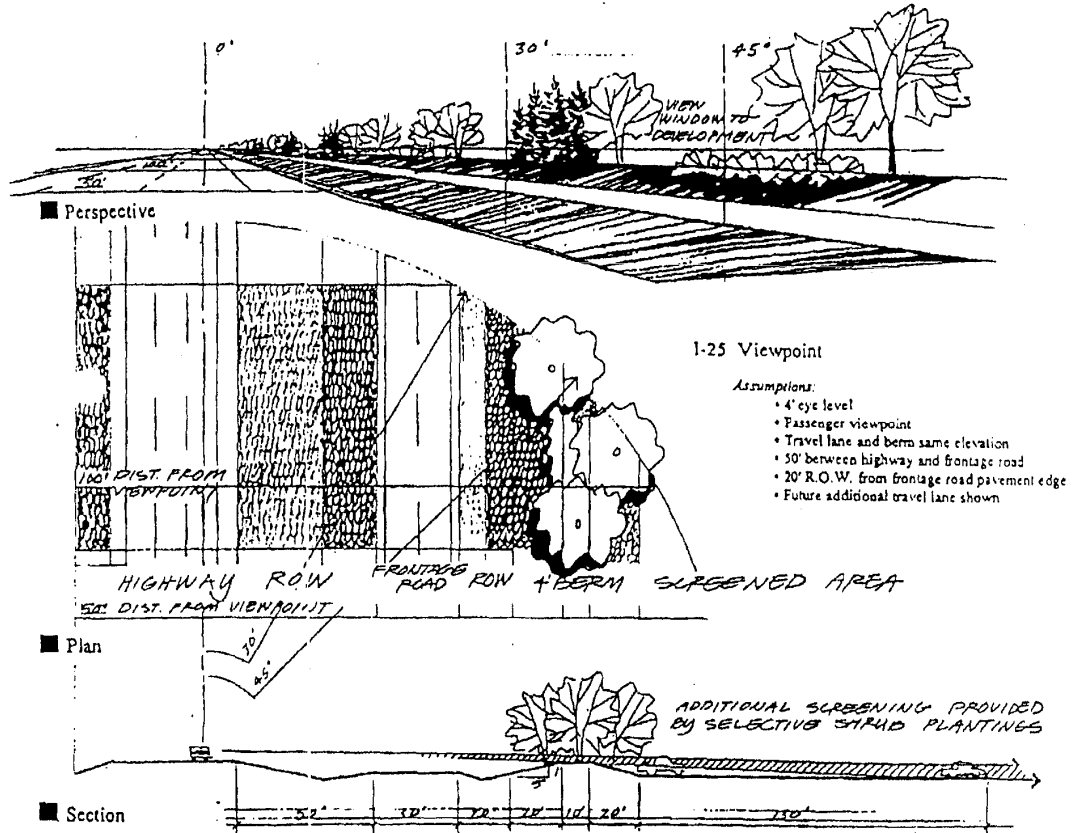 0'
30'
45°
VIEW
WINDOW TO
DEVELOPMENT
100'
50'
Perspective
I-25 Viewpoint
Assumptions:
• 4' eye level
• Passenger viewpoint
• Travel lane and berm same elevation
• 50' between highway and frontage road
• 20' R.O.W. from frontage road pavement edge
• Future additional travel lane shown
100' DIST. FROM
VIEWPOINT
HIGHWAY ROW
FRONTAGE
ROAD
ROW
4' BERM
SCREENED AREA
50' DIST. FROM VIEWPOINT
Plan
30'
45°
ADDITIONAL SCREENING PROVIDED
BY SELECTIVE SHRUB PLANTINGS
Section
50' 30' 20' 10' 20'